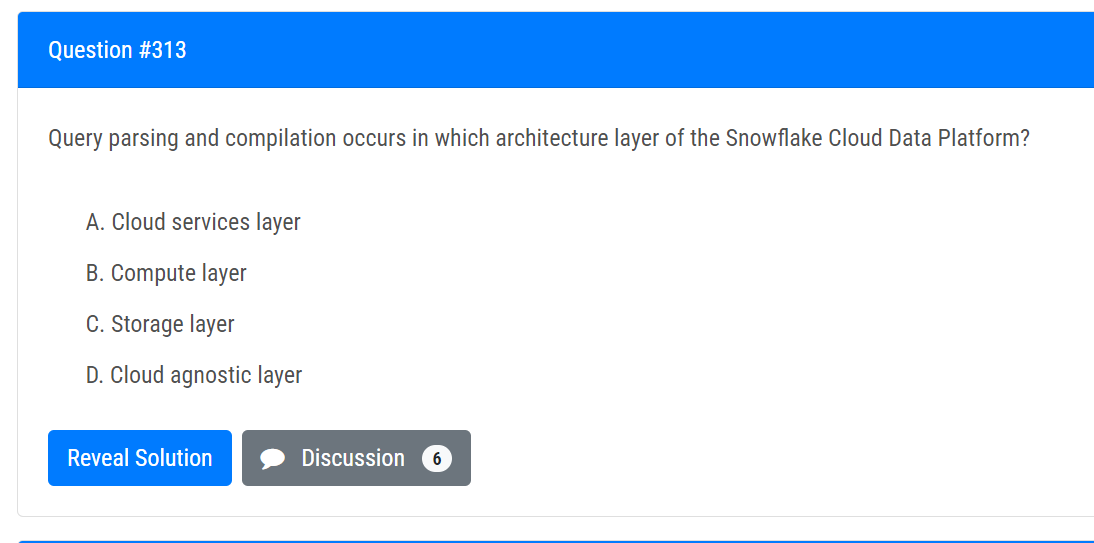 Question #313
Query parsing and compilation occurs in which architecture layer of the Snowflake Cloud Data Platform?
A. Cloud services layer
B. Compute layer
C. Storage layer
D. Cloud agnostic layer
Reveal Solution
Discussion 6